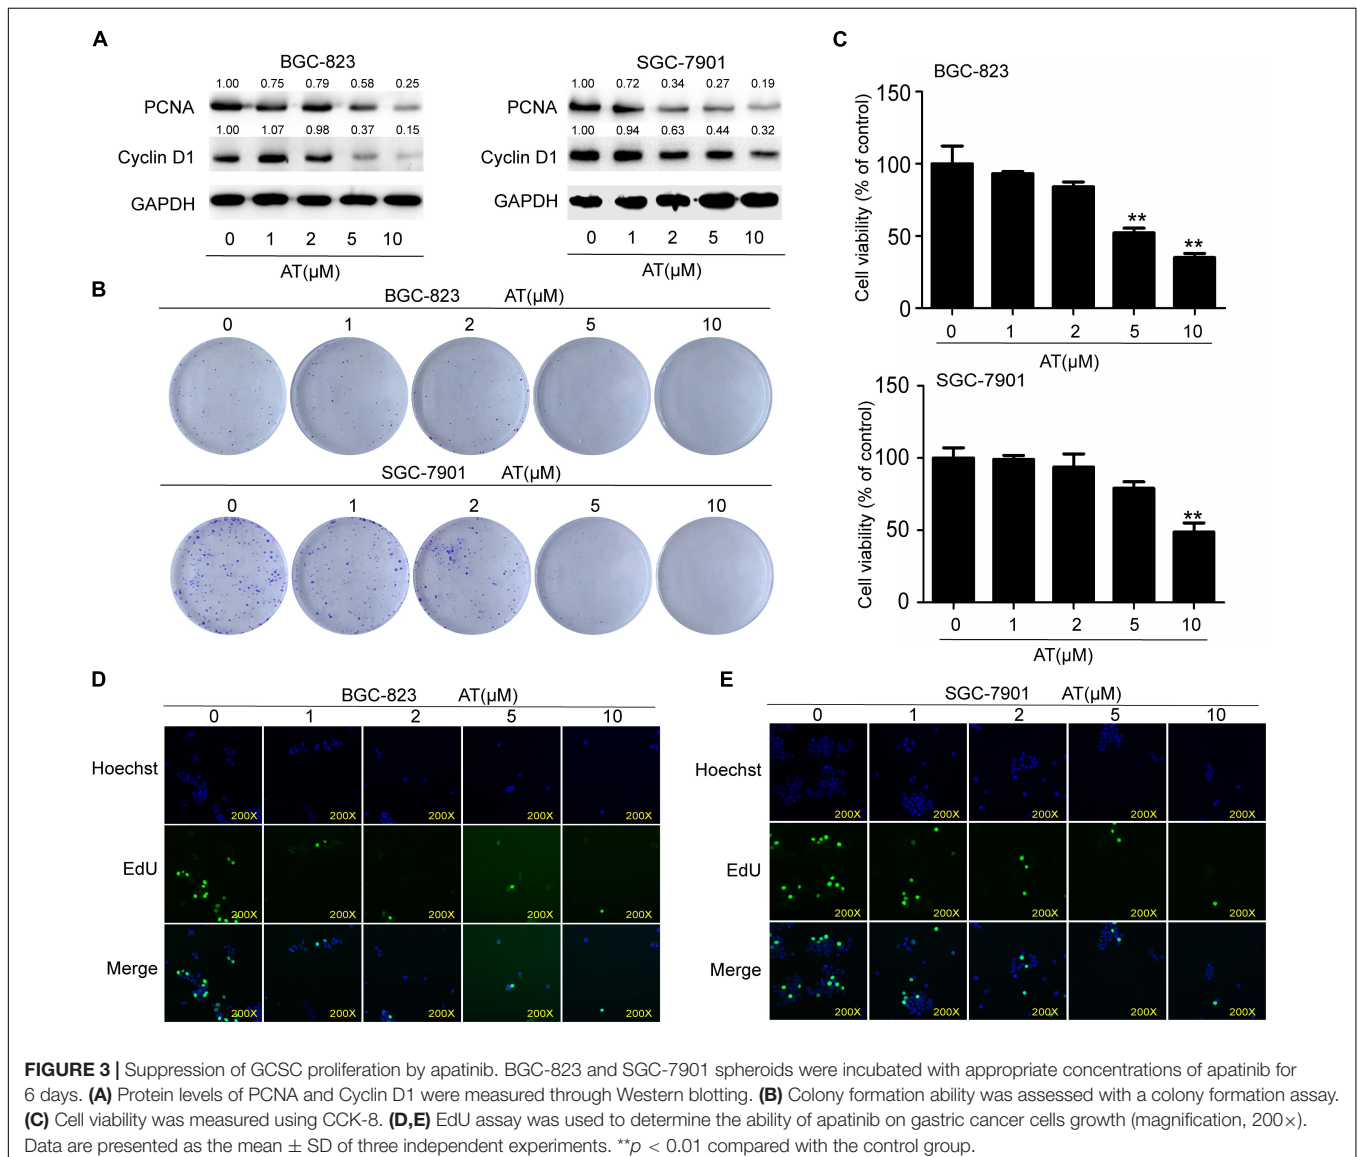 A
BGC-823
1.00 0.75 0.79 0.58 0.25
PCNA
1.00 1.07 0.98 0.37 0.15
Cyclin D1
GAPDH
0 1 2 5 10
AT(μM)
SGC-7901
1.00 0.72 0.34 0.27 0.19
PCNA
1.00 0.94 0.63 0.44 0.32
Cyclin D1
GAPDH
0 1 2 5 10
AT(μM)
B
BGC-823 AT(μM)
0 1 2 5 10
SGC-7901 AT(μM)
0 1 2 5 10
C
BGC-823
Cell viability (% of control)
150
100
50
0
** **
0 1 2 5 10
AT(μM)
SGC-7901
Cell viability (% of control)
150
100
50
0
**
0 1 2 5 10
AT(μM)
D
BGC-823 AT(μM)
0 1 2 5 10
Hoechst
200X 200X 200X 200X 200X
EdU
200X 200X 200X 200X 200X
Merge
200X 200X 200X 200X 200X
E
SGC-7901 AT(μM)
0 1 2 5 10
Hoechst
200X 200X 200X 200X 200X
EdU
200X 200X 200X 200X 200X
Merge
200X 200X 200X 200X 200X
FIGURE 3 | Suppression of GCSC proliferation by apatinib. BGC-823 and SGC-7901 spheroids were incubated with appropriate concentrations of apatinib for
6 days. (A) Protein levels of PCNA and Cyclin D1 were measured through Western blotting. (B) Colony formation ability was assessed with a colony formation assay.
(C) Cell viability was measured using CCK-8. (D,E) EdU assay was used to determine the ability of apatinib on gastric cancer cells growth (magnification, 200×).
Data are presented as the mean ± SD of three independent experiments. **p < 0.01 compared with the control group.